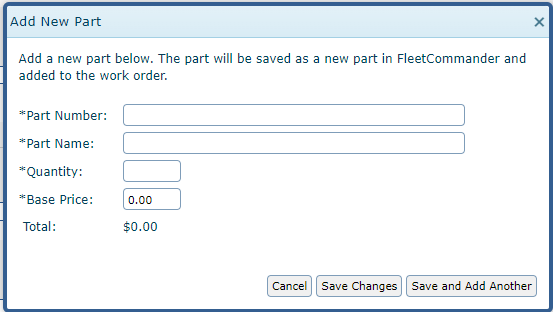 Add New Part
Add a new part below. The part will be saved as a new part in FleetCommander and
added to the work order.
*Part Number:
*Part Name:
*Quantity:
*Base Price: 0.00
Total: $0.00
Cancel Save Changes Save and Add Another